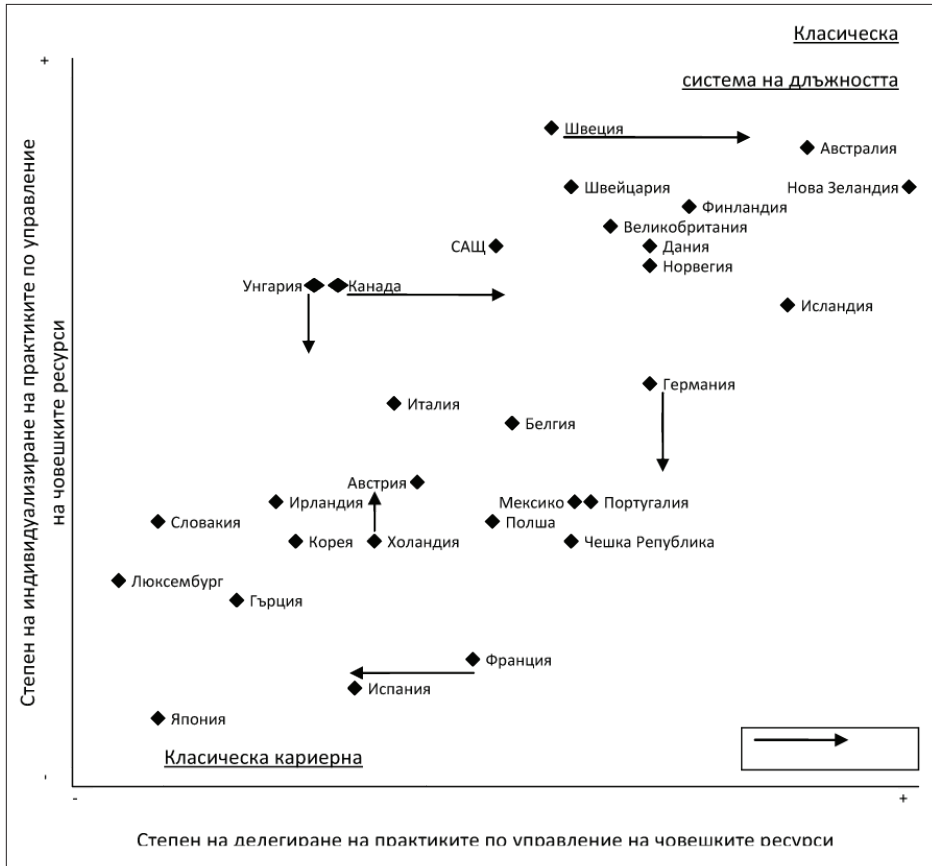 Класическа
система на длъжността
+
Швеция
Австралия
Швейцария
Нова Зеландия
Финландия
Великобритания
САЩ
Дания
Норвегия
Унгария
Канада
Исландия
Германия
Италия
Белгия
Австрия
Ирландия
Мексико
Португалия
Словакия
Полша
Корея
Холандия
Чешка Република
Люксембург
Гърция
Франция
Испания
Япония
Класическа кариерна
-
-
+
Степен на индивидуализиране на практиките по управление
на човешките ресурси
Степен на делегиране на практиките по управление на човешките ресурси